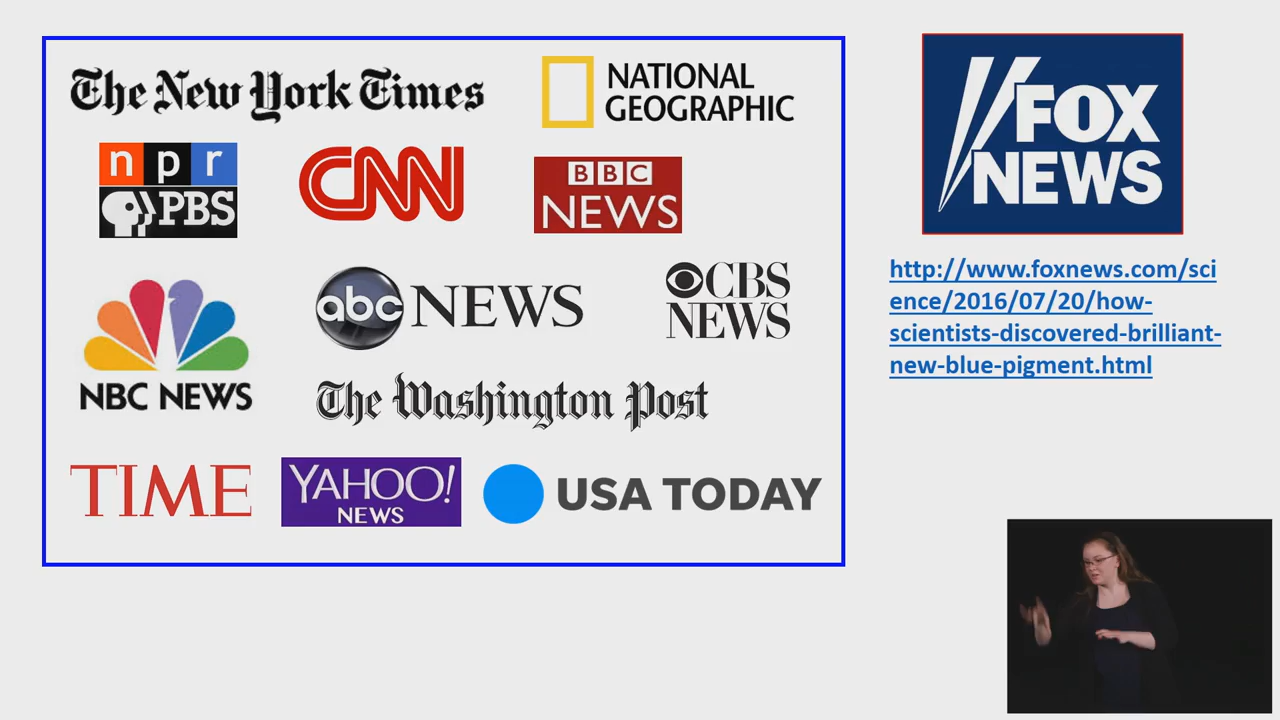 The New York Times
NATIONAL
GEOGRAPHIC
npr
PBS
CNN
BBC
NEWS
NBC NEWS
abc NEWS
CBS
NEWS
The Washington Post
TIME
YAHOO!
NEWS
USA TODAY
FOX
NEWS
http://www.foxnews.com/sci
ence/2016/07/20/how-
scientists-discovered-brilliant-
new-blue-pigment.html